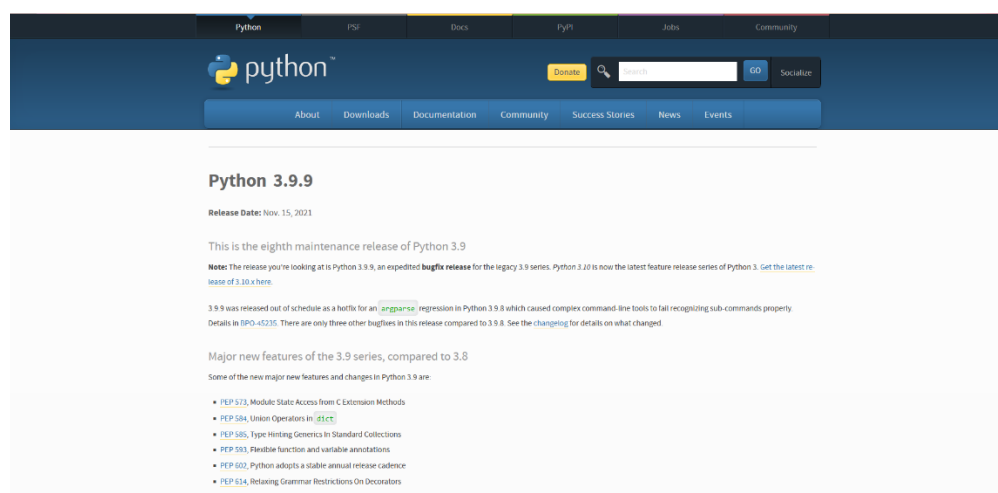 Python PSF Docs PyPI Jobs Community
python™
Donate Search GO Socialize
About Downloads Documentation Community Success Stories News Events
Python 3.9.9
Release Date: Nov. 15, 2021
This is the eighth maintenance release of Python 3.9
Note: The release you're looking at is Python 3.9.9, an expedited bugfix release for the legacy 3.9 series. Python 3.10 is now the latest feature release series of Python 3. Get the latest re-
lease of 3.10.x here.
3.9.9 was released out of schedule as a hotfix for an argparse regression in Python 3.9.8 which caused complex command-line tools to fail recognizing sub-commands properly.
Details in BPO-45235. There are only three other bugfixes in this release compared to 3.9.8. See the changelog for details on what changed.
Major new features of the 3.9 series, compared to 3.8
Some of the new major new features and changes in Python 3.9 are:
PEP 573, Module State Access from C Extension Methods
PEP 584, Union Operators in dict
PEP 585, Type Hinting Generics In Standard Collections
PEP 593, Flexible function and variable annotations
PEP 602, Python adopts a stable annual release cadence
PEP 614, Relaxing Grammar Restrictions On Decorators